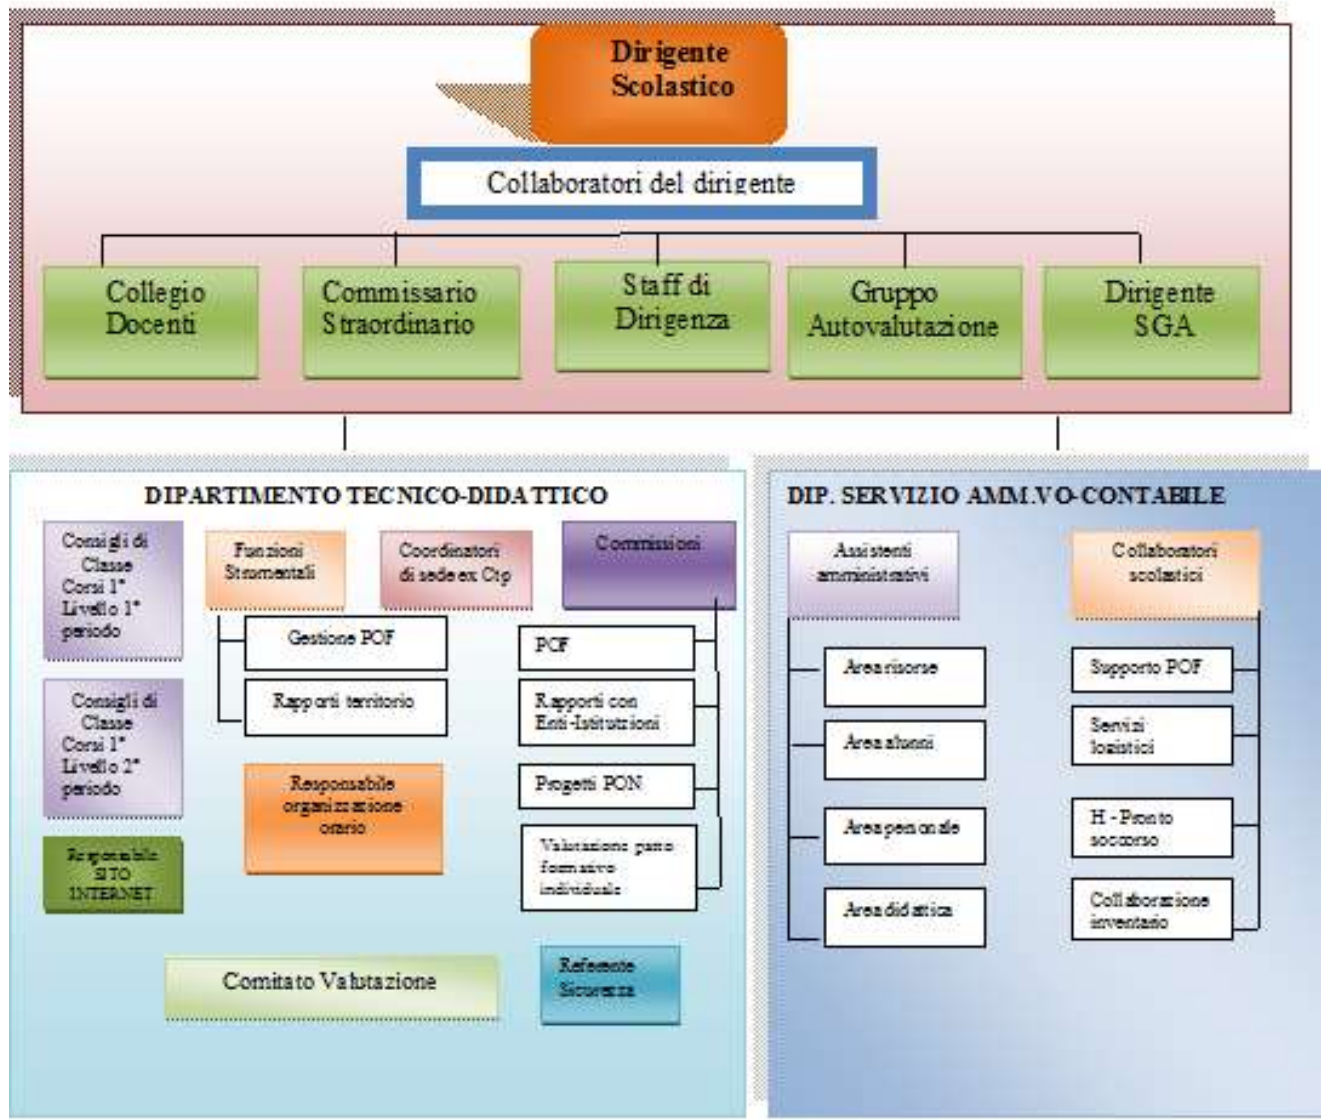 Dirigente
Scolastico
Collaboratori del dirigente
Collegio
Docenti
Commissario
Straordinario
Staff di
Dirigenza
Gruppo
Autovalutazione
Dirigente
SGA
DIPARTIMENTO TECNICO-DIDATTICO
Consigli di
Classe
Corsi 1°
Livello 1°
periodo
Funzioni
Strumentali
Coordinatori
di sede ex Ctp
Commissioni
Gestione POF
Rapporti territorio
POF
Rapporti con
Enti-Istituzioni
Progetti PON
Valutazione patto
formativo
individuale
Consigli di
Classe
Corsi 1°
Livello 2°
periodo
Responsabile
organizzazione
orario
Responsabile
SITO
INTERNET
Comitato Valutazione
Referente
Sicurezza
DIP. SERVIZIO AMM.VO-CONTABILE
Assistenti
amministrativi
Area risorse
Area alunni
Area personale
Area didattica
Collaboratori
scolastici
Supporto POF
Servizi
logistici
H - Pronto
soccorso
Collaborazione
inventario